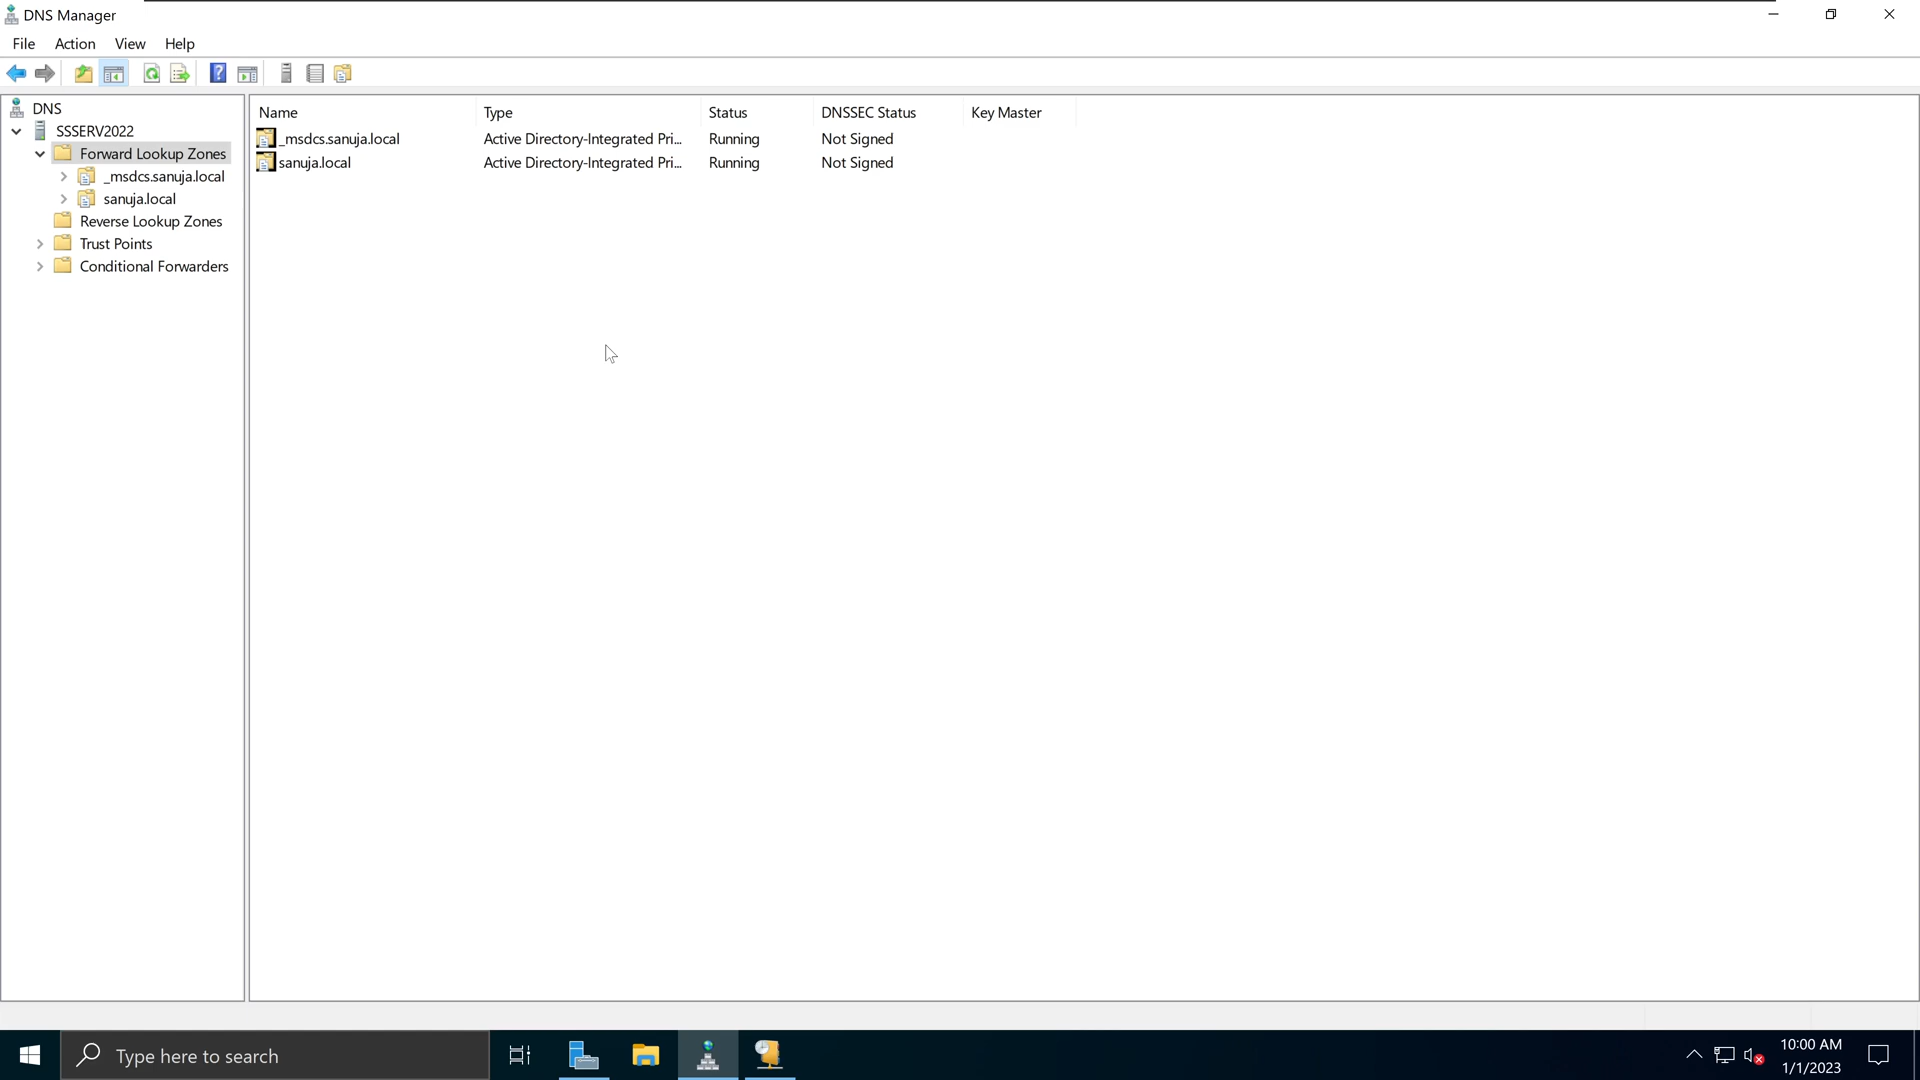 DNS Manager
File Action View Help
DNS
SSSERV2022
Forward Lookup Zones
_msdcs.sanuja.local
sanuja.local
Reverse Lookup Zones
Trust Points
Conditional Forwarders
Name Type Status DNSSEC Status Key Master
_msdcs.sanuja.local Active Directory-Integrated Pri... Running Not Signed
sanuja.local Active Directory-Integrated Pri... Running Not Signed
Type here to search
10:00 AM
1/1/2023